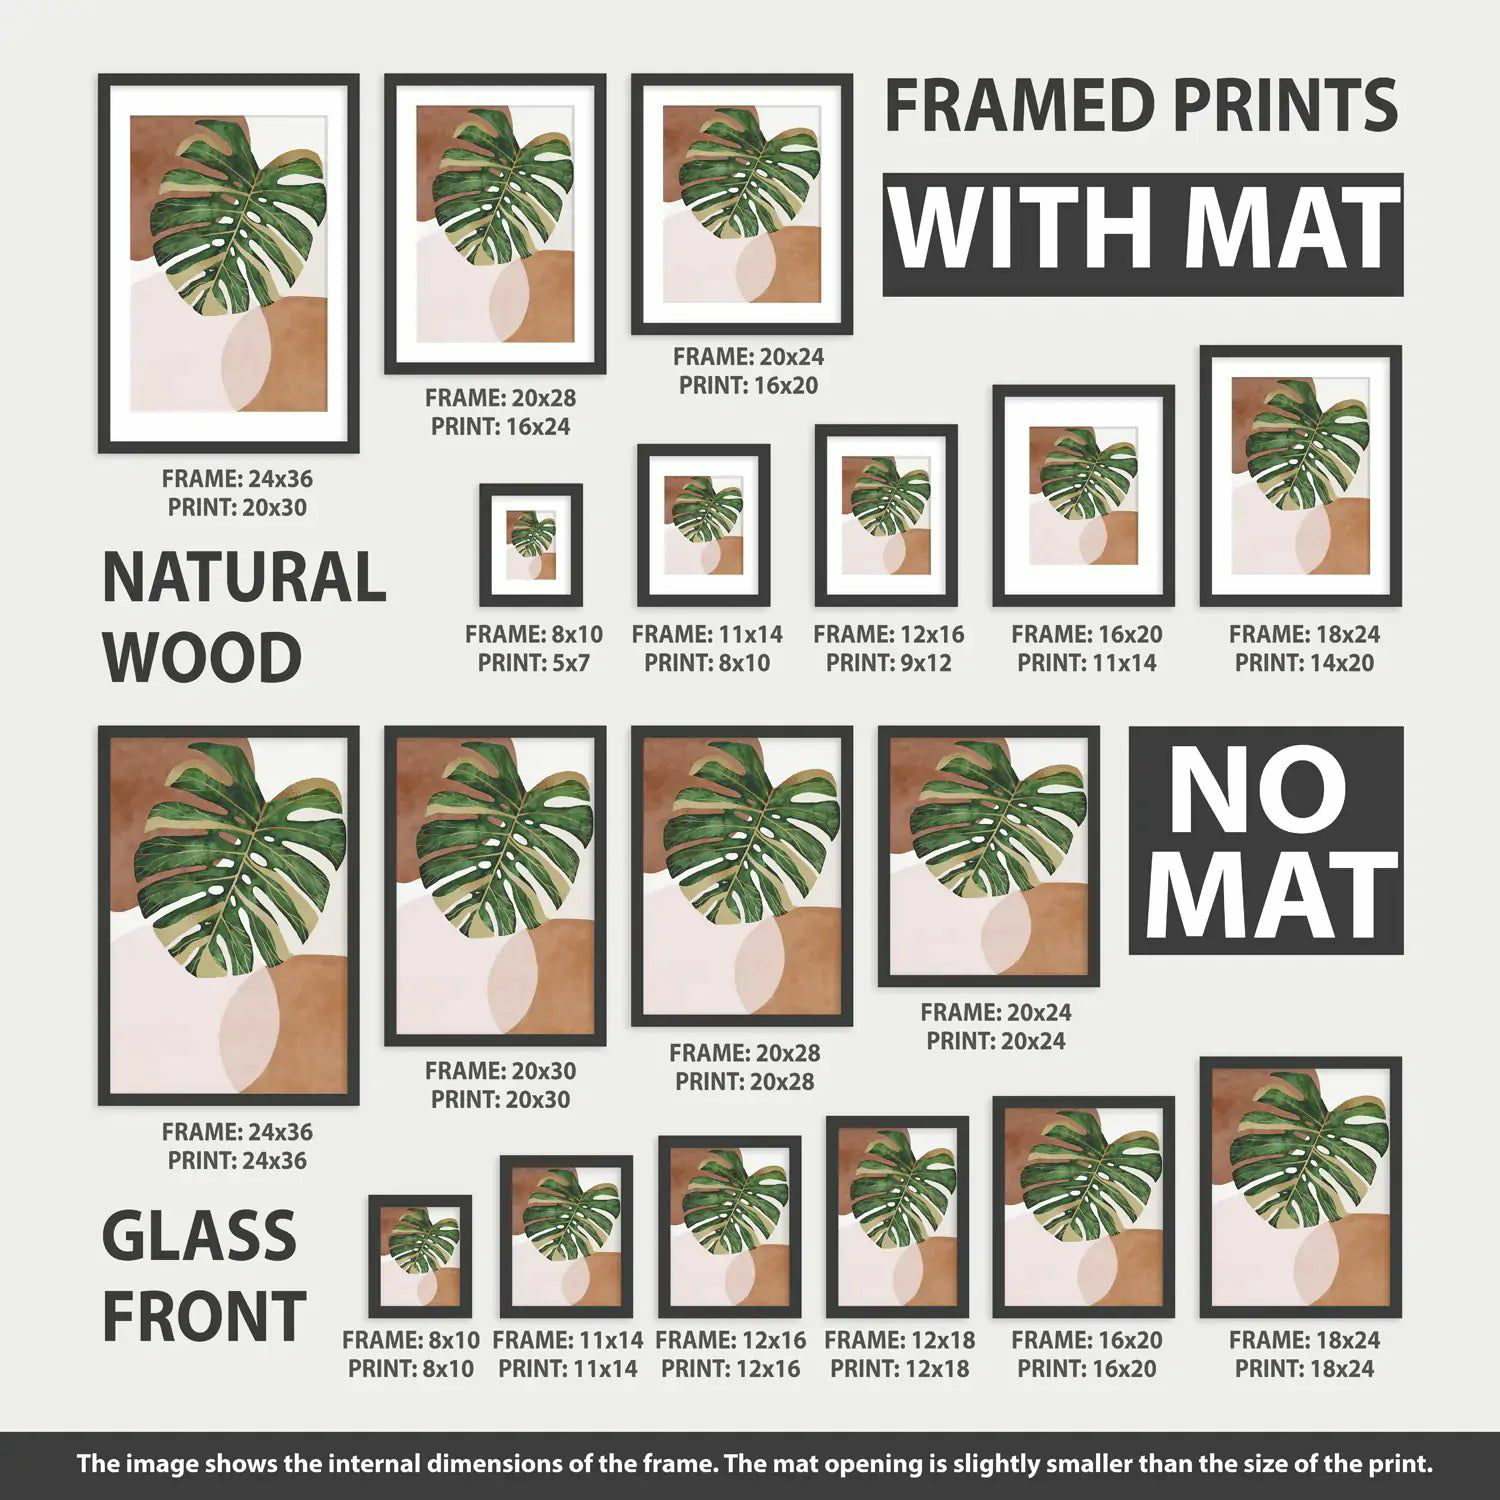 FRAMED PRINTS
WITH MAT
FRAME: 24x36
PRINT: 20x30
FRAME: 20x28
PRINT: 16x24
FRAME: 20x24
PRINT: 16x20
NATURAL
WOOD
FRAME: 8x10
PRINT: 5x7
FRAME: 11x14
PRINT: 8x10
FRAME: 12x16
PRINT: 9x12
FRAME: 16x20
PRINT: 11x14
FRAME: 18x24
PRINT: 14x20
NO
MAT
FRAME: 24x36
PRINT: 24x36
FRAME: 20x30
PRINT: 20x30
FRAME: 20x28
PRINT: 20x28
FRAME: 20x24
PRINT: 20x24
GLASS
FRONT
FRAME: 8x10
PRINT: 8x10
FRAME: 11x14
PRINT: 11x14
FRAME: 12x16
PRINT: 12x16
FRAME: 12x18
PRINT: 12x18
FRAME: 16x20
PRINT: 16x20
FRAME: 18x24
PRINT: 18x24
The image shows the internal dimensions of the frame. The mat opening is slightly smaller than the size of the print.